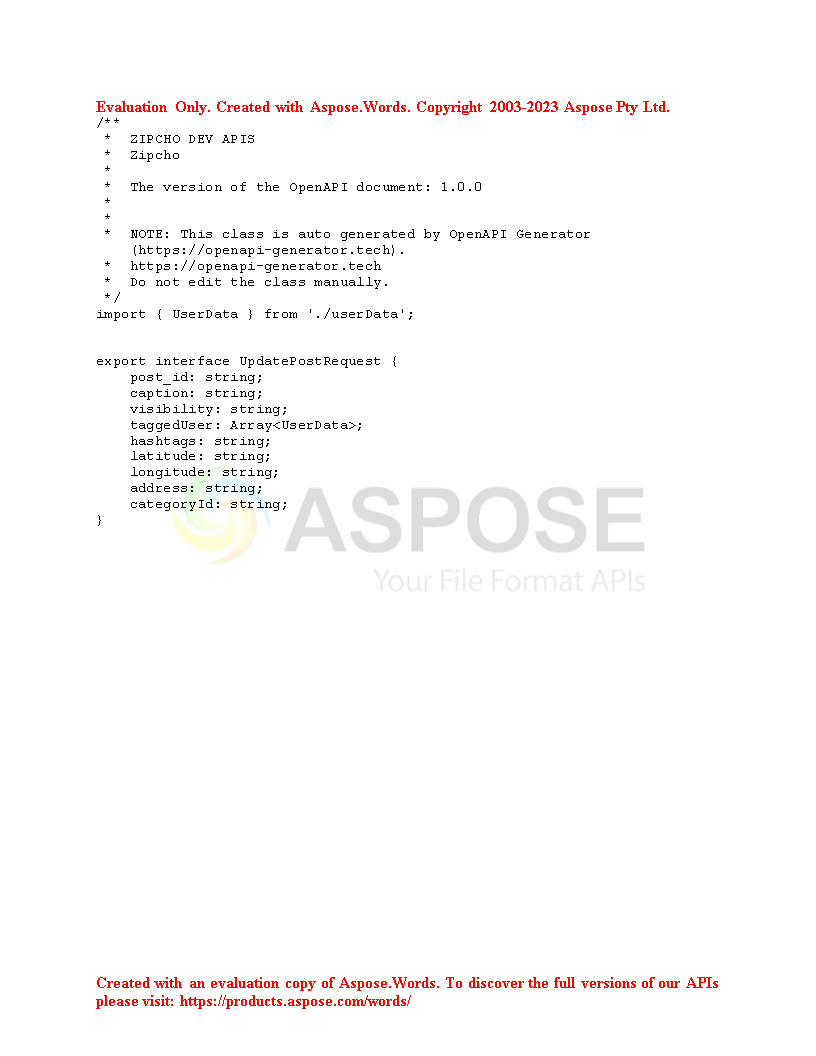 Evaluation Only. Created with Aspose.Words. Copyright 2003-2023 Aspose Pty Ltd.
/**
 *  ZIPCHO DEV APIS
 *  Zipcho
 *
 *  The version of the OpenAPI document: 1.0.0
 *
 *
 *  NOTE: This class is auto generated by OpenAPI Generator
    (https://openapi-generator.tech).
 *  https://openapi-generator.tech
 *  Do not edit the class manually.
 */
import { UserData } from './userData';
export interface UpdatePostRequest {
    post_id: string;
    caption: string;
    visibility: string;
    taggedUser: Array<UserData>;
    hashtags: string;
    latitude: string;
    longitude: string;
    address: string;
    categoryId: string;
}
ASPOSE
Your File Format APIs
Created with an evaluation copy of Aspose.Words. To discover the full versions of our APIs
please visit: https://products.aspose.com/words/